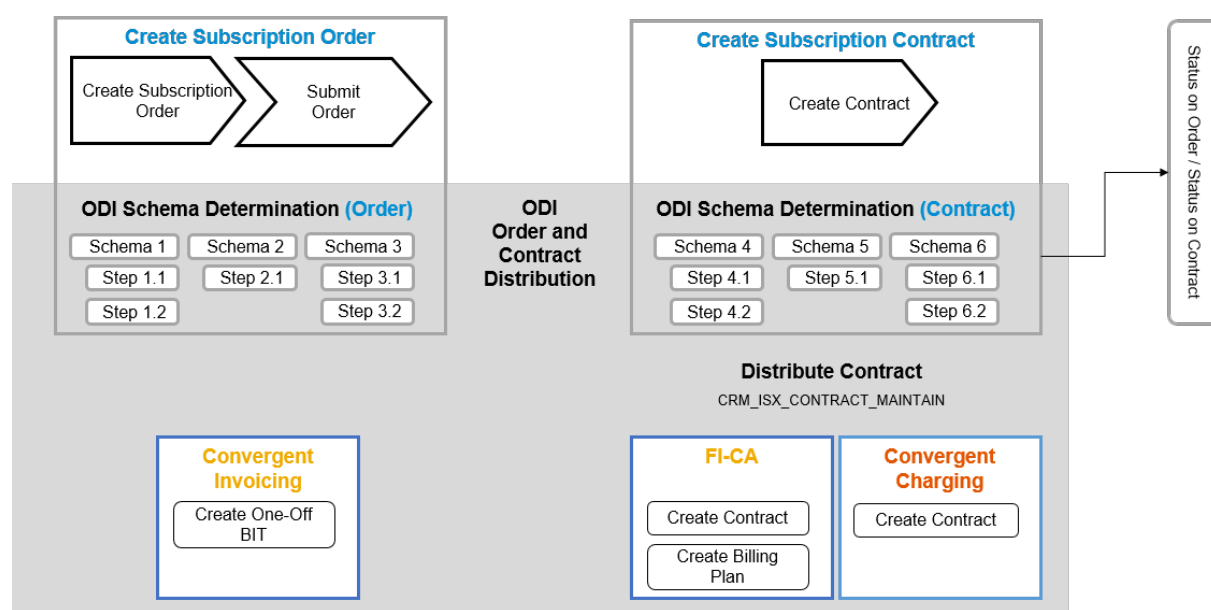 Create Subscription Order
Create Subscription
Order
Submit
Order
Create Subscription Contract
Create Contract
Status on Order / Status on Contract
ODI Schema Determination (Order)
Schema 1
Schema 2
Schema 3
Step 1.1
Step 2.1
Step 3.1
Step 1.2
Step 3.2
ODI
Order and
Contract
Distribution
ODI Schema Determination (Contract)
Schema 4
Schema 5
Schema 6
Step 4.1
Step 5.1
Step 6.1
Step 4.2
Step 6.2
Distribute Contract
CRM_ISX_CONTRACT_MAINTAIN
Convergent
Invoicing
Create One-Off
BIT
FI-CA
Create Contract
Create Billing
Plan
Convergent
Charging
Create Contract